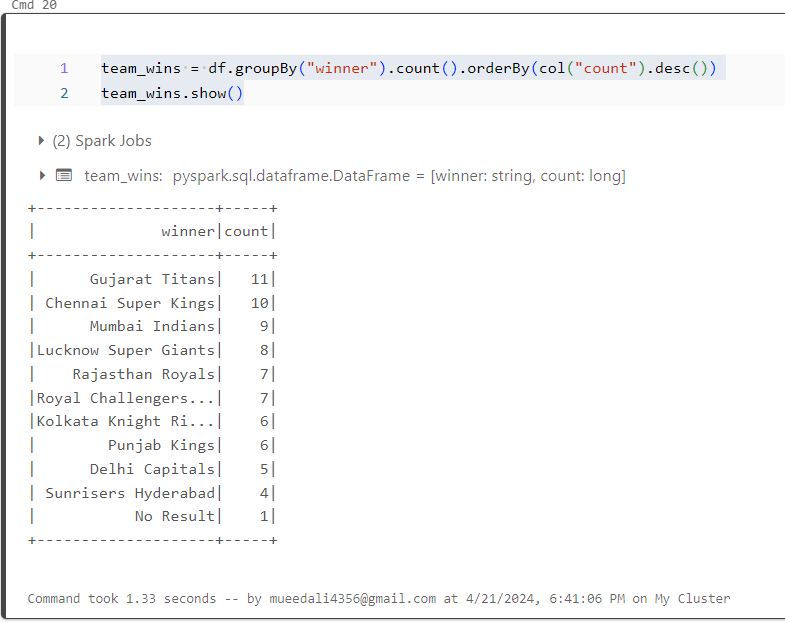 Cmd 20
1 team_wins = df.groupBy("winner").count().orderBy(col("count").desc())
2 team_wins.show()
(2) Spark Jobs
team_wins: pyspark.sql.dataframe.DataFrame = [winner: string, count: long]
+--------------------+-----+
|              winner|count|
+--------------------+-----+
|      Gujarat Titans|   11|
| Chennai Super Kings|   10|
|      Mumbai Indians|    9|
|Lucknow Super Giants|    8|
|    Rajasthan Royals|    7|
|Royal Challengers...|    7|
|Kolkata Knight Ri...|    6|
|        Punjab Kings|    6|
|      Delhi Capitals|    5|
| Sunrisers Hyderabad|    4|
|           No Result|    1|
+--------------------+-----+
Command took 1.33 seconds -- by mueedali4356@gmail.com at 4/21/2024, 6:41:06 PM on My Cluster